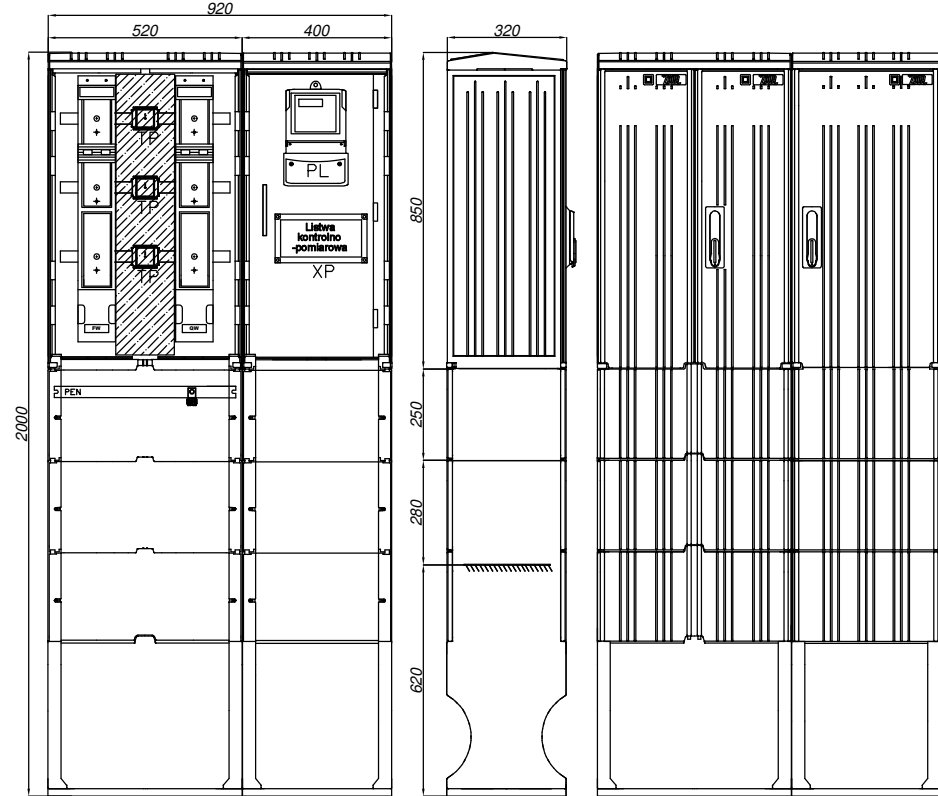 920
520
400
320
TP
TP
TP
PL
Listwa
kontrolno
-pomiarowa
XP
FW
QW
PEN
2000
850
250
280
620